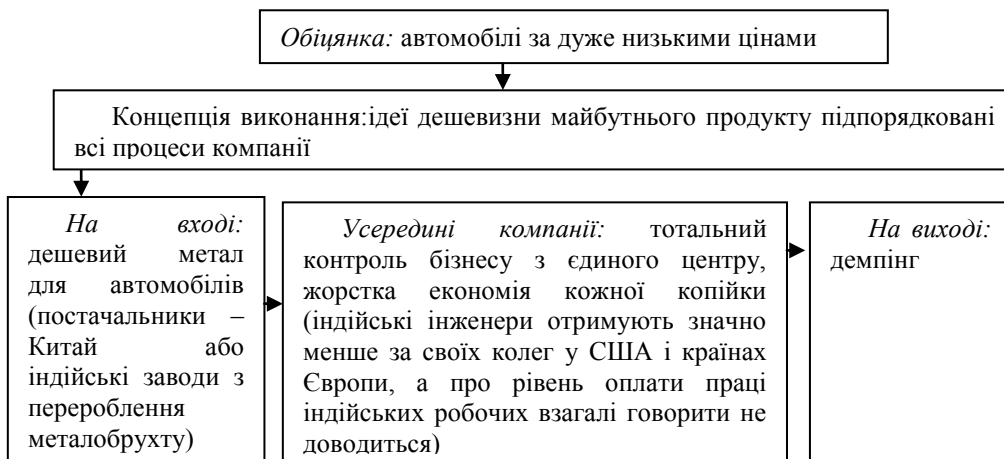 Обіцянка: автомобілі за дуже низькими цінами
Концепція виконання:ідеї дешевизни майбутнього продукту підпорядковані
всі процеси компанії
На вході:
дешевий метал
для автомобілів
(постачальники –
Китай або
індійські заводи з
перероблення
металобрухту)
Усередині компанії: тотальний
контроль бізнесу з єдиного центру,
жорстка економія кожної копійки
(індійські інженери отримують значно
менше за своїх колег у США і країнах
Європи, а про рівень оплати праці
індійських робочих взагалі говорити не
доводиться)
На виході:
демпінг